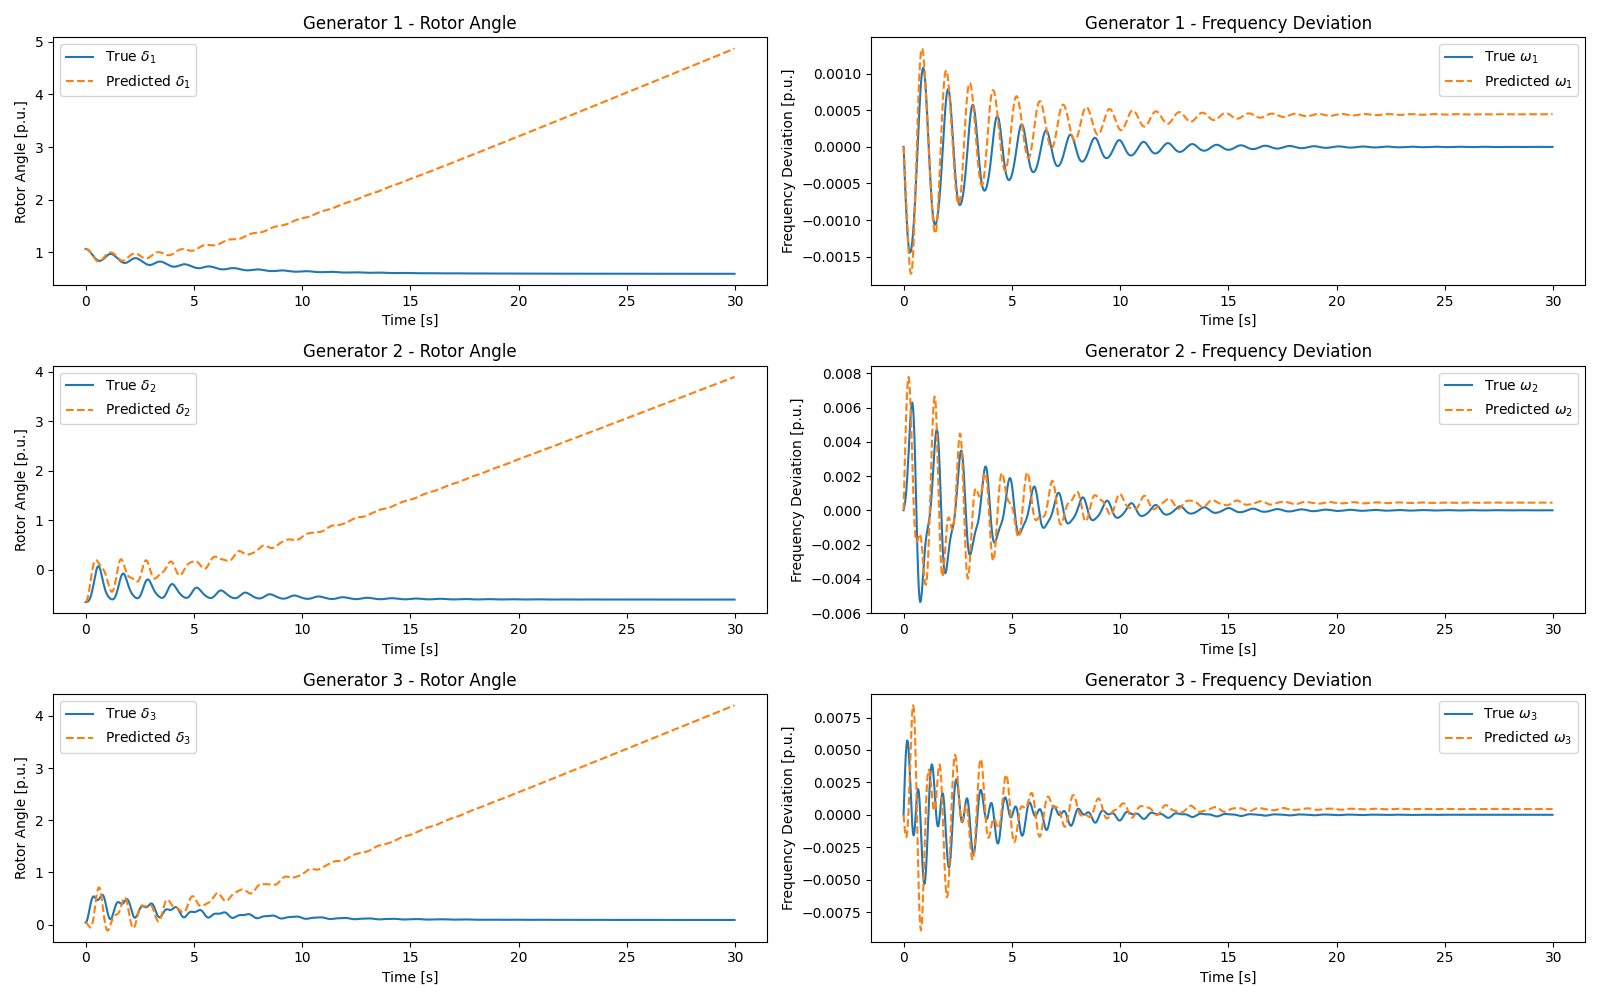 Generator 1 - Rotor Angle
Rotor Angle [p.u.]
5
4
3
2
1
True δ1
Predicted δ1
0 5 10 15 20 25 30
Time [s]
Generator 1 - Frequency Deviation
Frequency Deviation [p.u.]
0.0010
0.0005
0.0000
−0.0005
−0.0010
−0.0015
True ω1
Predicted ω1
0 5 10 15 20 25 30
Time [s]
Generator 2 - Rotor Angle
Rotor Angle [p.u.]
4
3
2
1
0
True δ2
Predicted δ2
0 5 10 15 20 25 30
Time [s]
Generator 2 - Frequency Deviation
Frequency Deviation [p.u.]
0.008
0.006
0.004
0.002
0.000
−0.002
−0.004
−0.006
True ω2
Predicted ω2
0 5 10 15 20 25 30
Time [s]
Generator 3 - Rotor Angle
Rotor Angle [p.u.]
4
3
2
1
0
True δ3
Predicted δ3
0 5 10 15 20 25 30
Time [s]
Generator 3 - Frequency Deviation
Frequency Deviation [p.u.]
0.0075
0.0050
0.0025
0.0000
−0.0025
−0.0050
−0.0075
True ω3
Predicted ω3
0 5 10 15 20 25 30
Time [s]